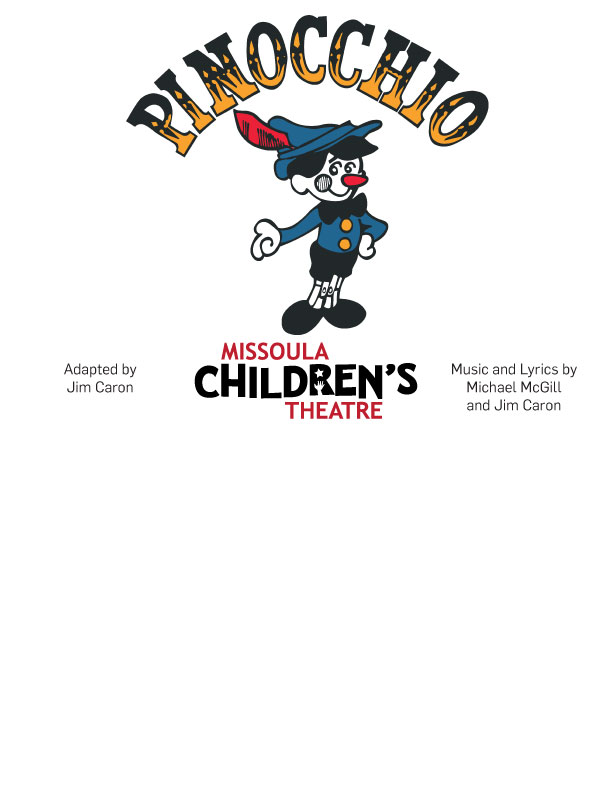 PINOCCHIO
MISSOULA
CHILDREN'S
THEATRE
Adapted by
Jim Caron
Music and Lyrics by
Michael McGill
and Jim Caron